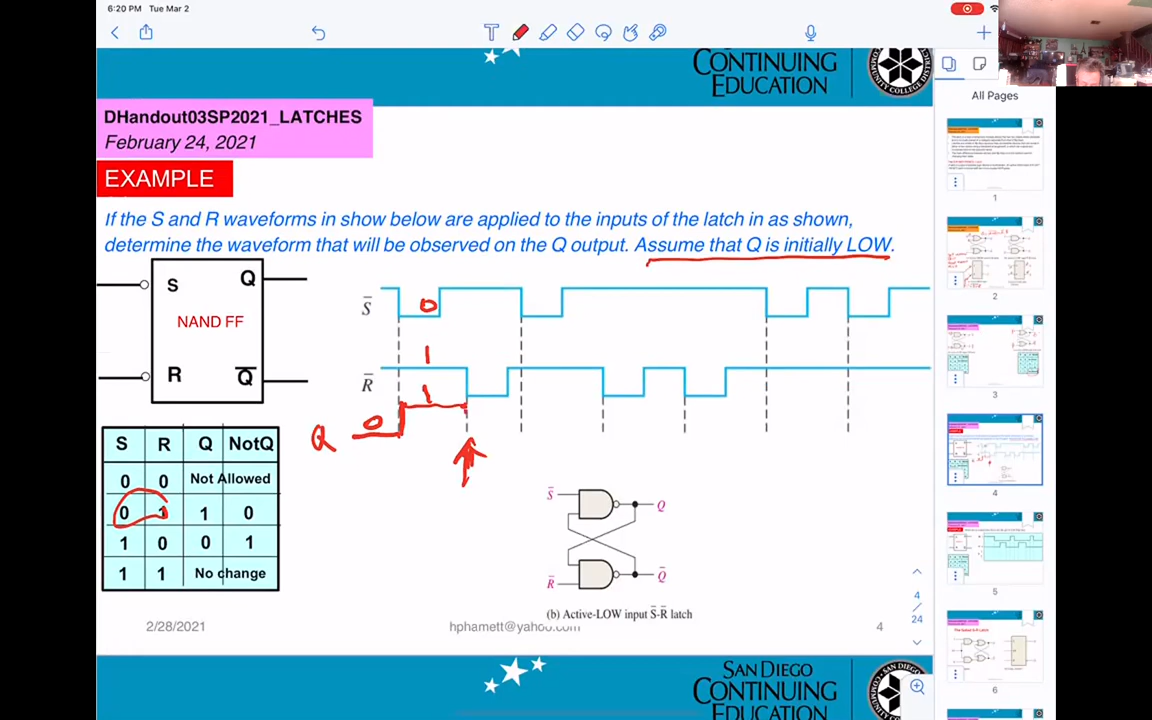 6:20 PM Tue Mar 2
CONTINUING
EDUCATION
All Pages
DHandout03SP2021_LATCHES
February 24, 2021
EXAMPLE
If the S and R waveforms in show below are applied to the inputs of the latch in as shown,
determine the waveform that will be observed on the Q output. Assume that Q is initially LOW.
S Q
NAND FF
R Q
S
0
1
R
1
Q 0
S R Q NotQ
0 0 Not Allowed
0 1 1 0
1 0 0 1
1 1 No change
S Q
R Q
(b) Active-LOW input S-R latch
2/28/2021 hphamett@yahoo.com 4
4
/
24
SAN DIEGO
CONTINUING
EDUCATION
1
2
3
4
5
6